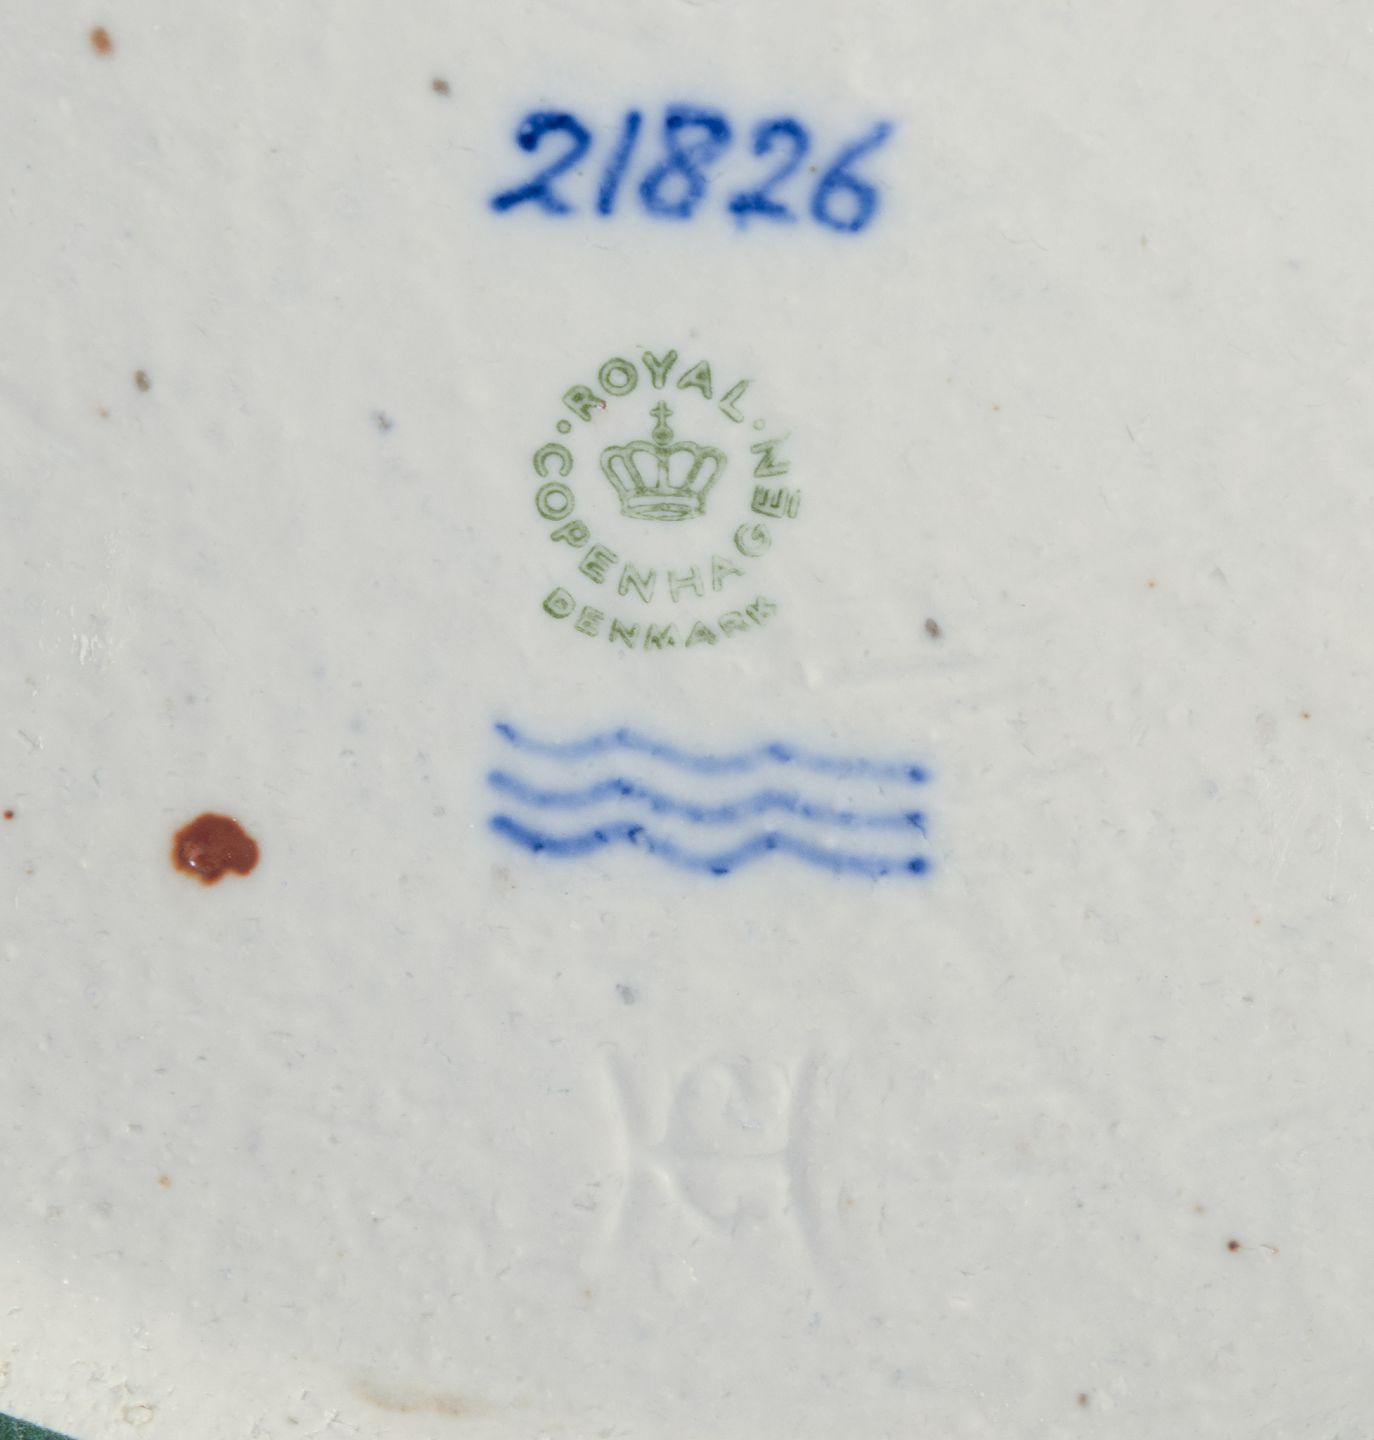 21826
ROYAL
COPENHAGEN
DENMARK